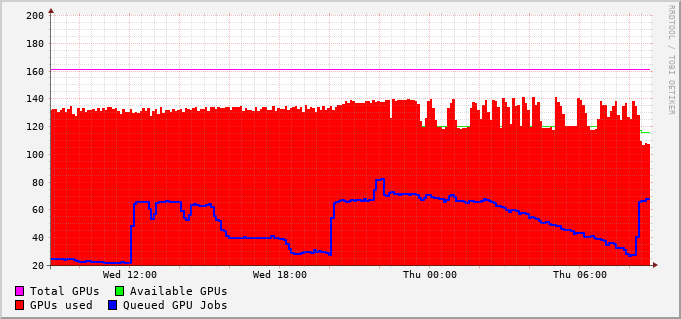 200
180
160
140
120
100
80
60
40
20
Wed 12:00 Wed 18:00 Thu 00:00 Thu 06:00
Total GPUs Available GPUs
GPUs used Queued GPU Jobs
RRDTOOL / TOBI OETIKER